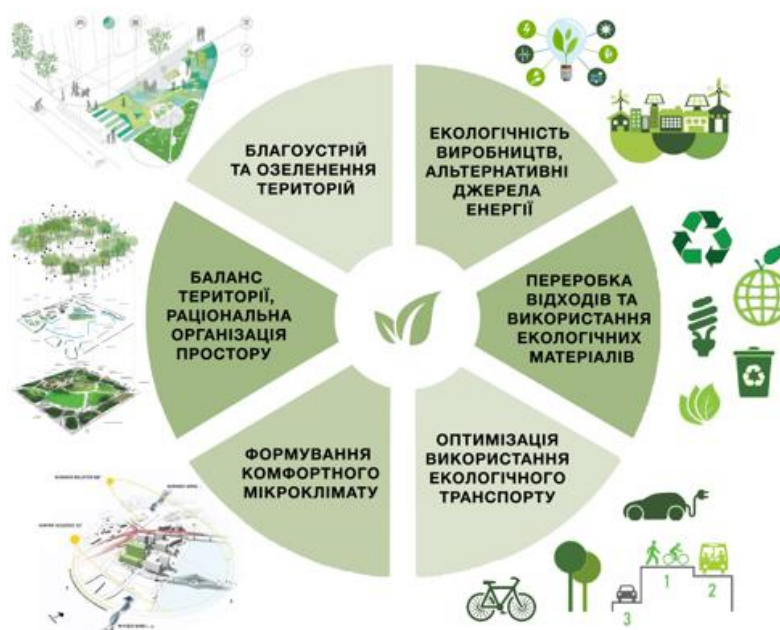 БЛАГОУСТРІЙ
ТА ОЗЕЛЕНЕННЯ
ТЕРИТОРІЙ
ЕКОЛОГІЧНІСТЬ
ВИРОБНИЦТВ,
АЛЬТЕРНАТИВНІ
ДЖЕРЕЛА
ЕНЕРГІЇ
БАЛАНС
ТЕРИТОРІЇ,
РАЦІОНАЛЬНА
ОРГАНІЗАЦІЯ
ПРОСТОРУ
ПЕРЕРОБКА
ВІДХОДІВ ТА
ВИКОРИСТАННЯ
ЕКОЛОГІЧНИХ
МАТЕРІАЛІВ
ФОРМУВАННЯ
КОМФОРТНОГО
МІКРОКЛІМАТУ
ОПТИМІЗАЦІЯ
ВИКОРИСТАННЯ
ЕКОЛОГІЧНОГО
ТРАНСПОРТУ
1
2
3